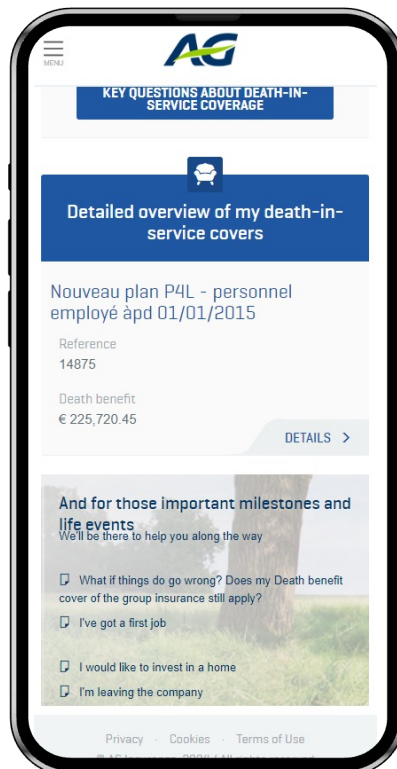 MENU
AG
KEY QUESTIONS ABOUT DEATH-IN-
SERVICE COVERAGE
Detailed overview of my death-in-
service covers
Nouveau plan P4L - personnel
employé àpd 01/01/2015
Reference
14875
Death benefit
€ 225,720.45
DETAILS >
And for those important milestones and
life events
We'll be there to help you along the way
What if things do go wrong? Does my Death benefit
cover of the group insurance still apply?
I've got a first job
I would like to invest in a home
I'm leaving the company
Privacy · Cookies · Terms of Use